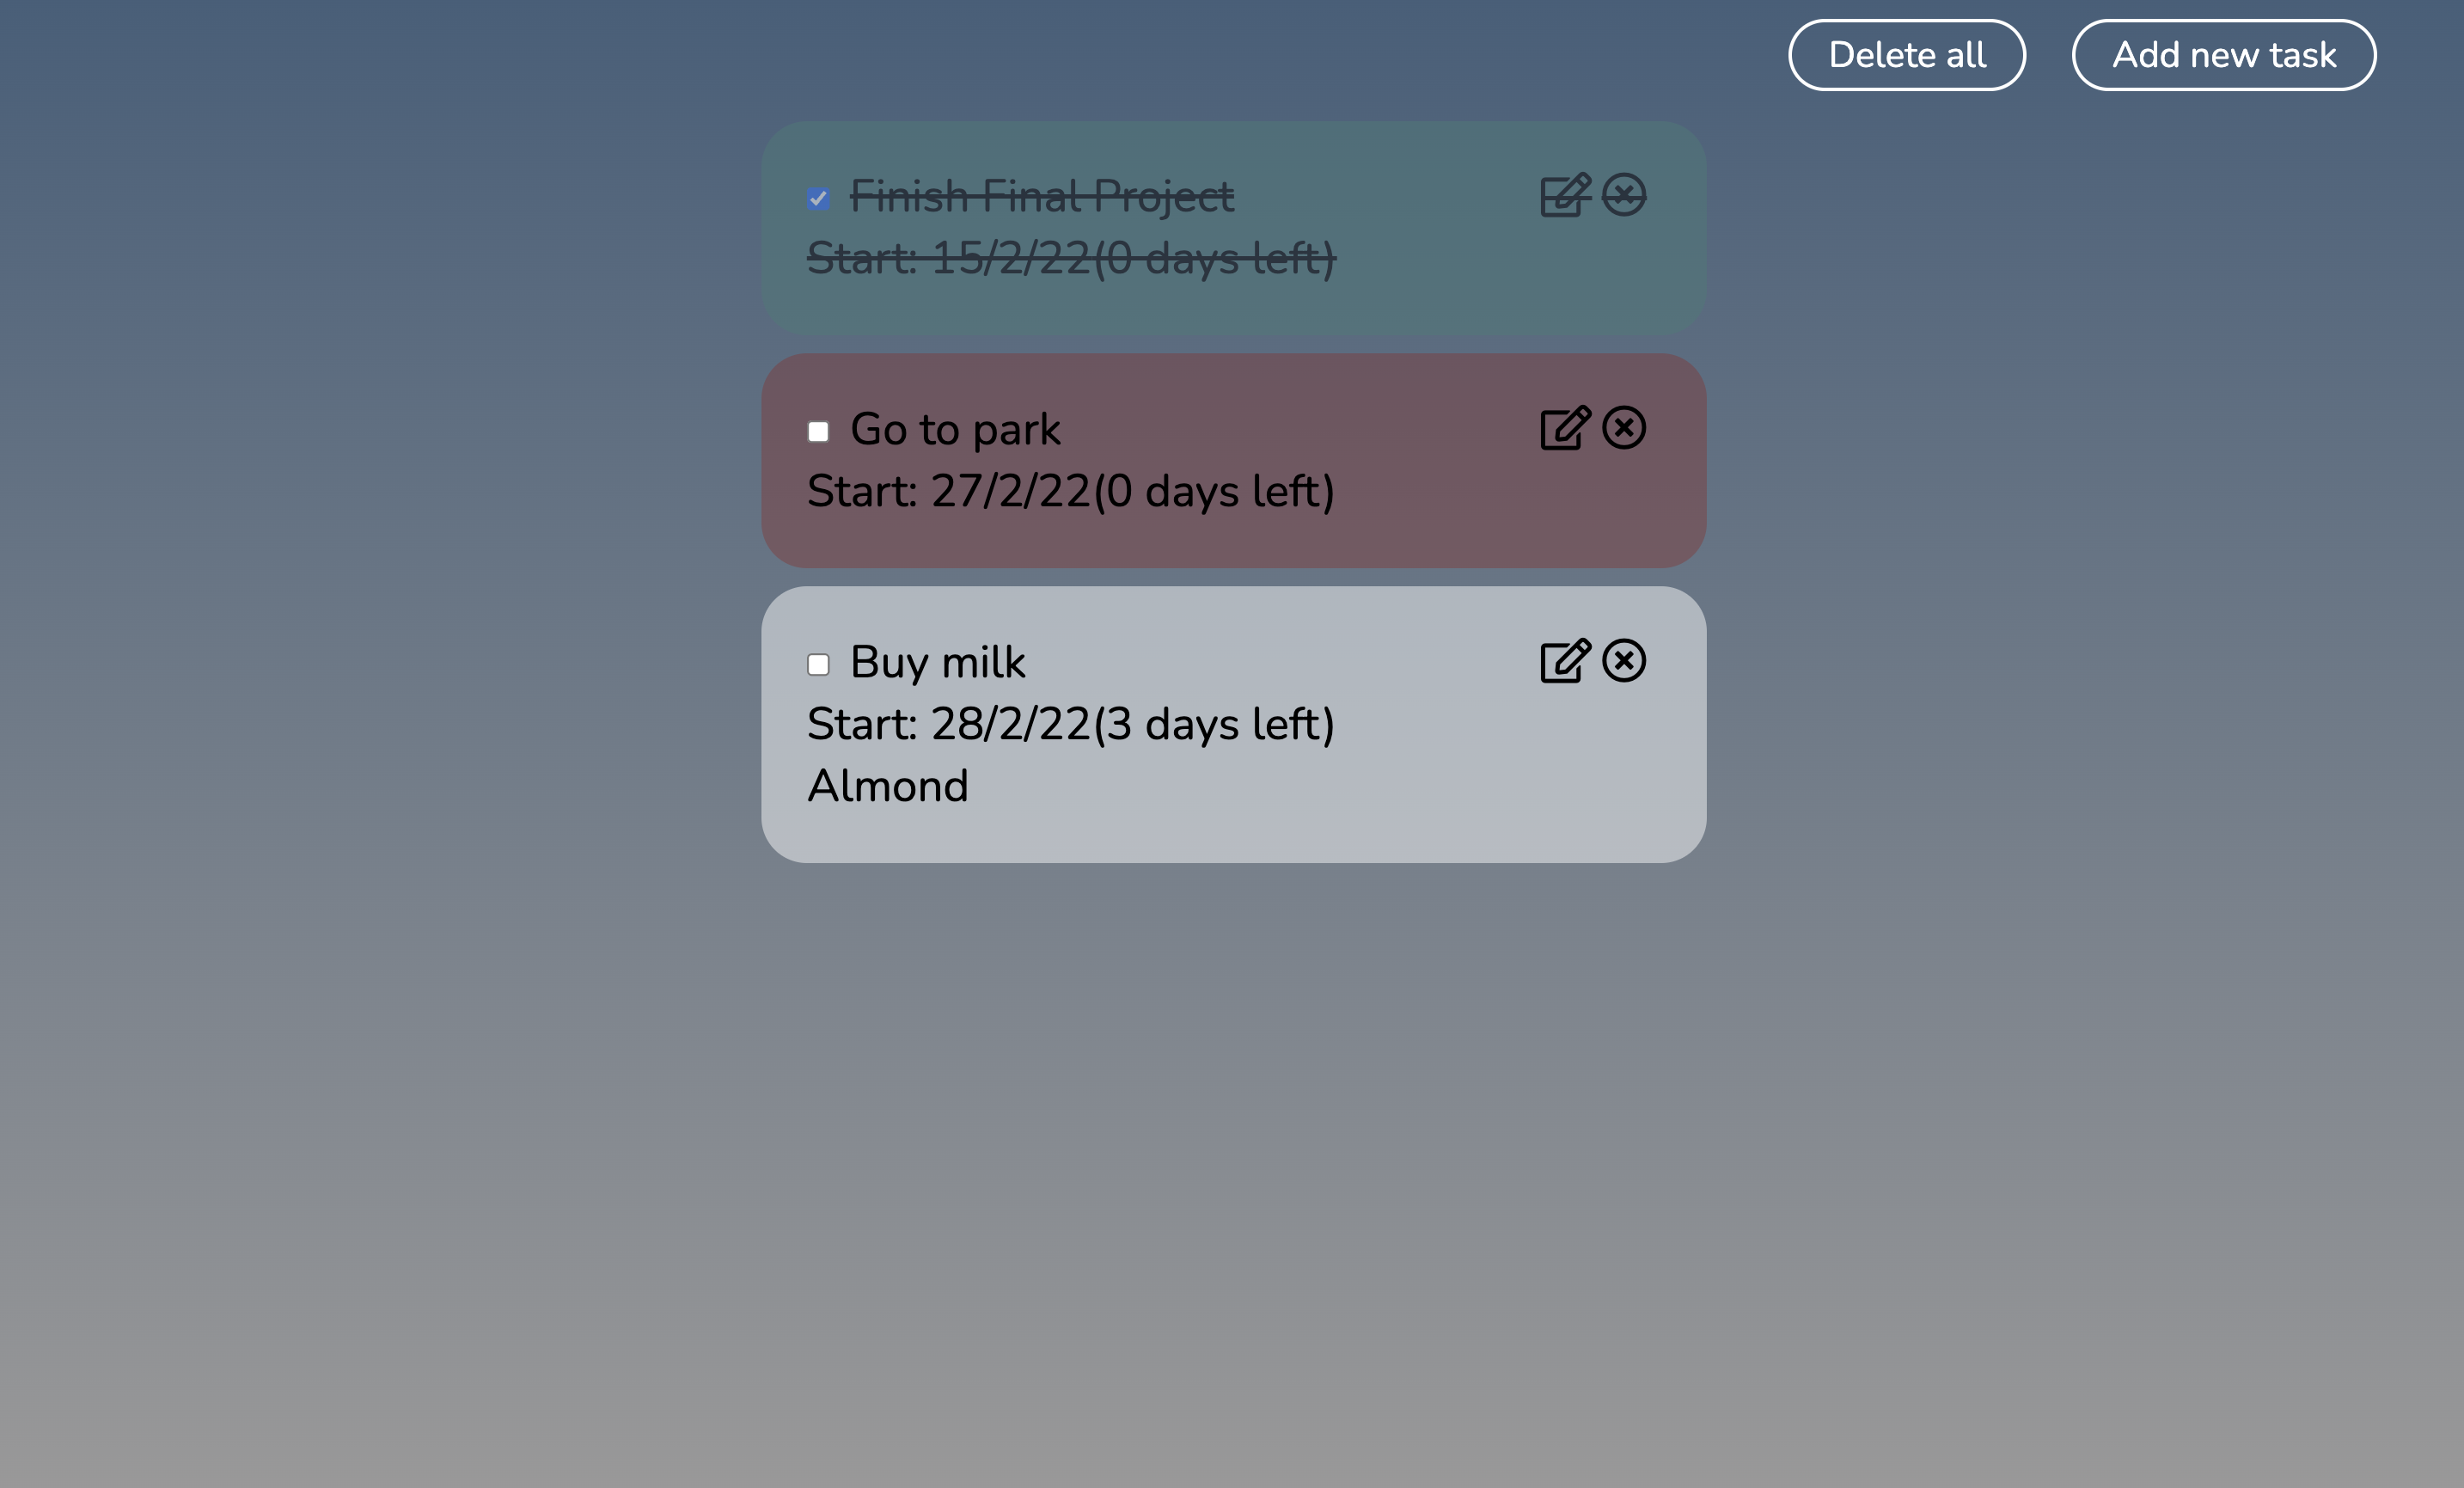 Delete all
Add new task
Finish Final Project
Start: 15/2/22(0 days left)
Go to park
Start: 27/2/22(0 days left)
Buy milk
Start: 28/2/22(3 days left)
Almond